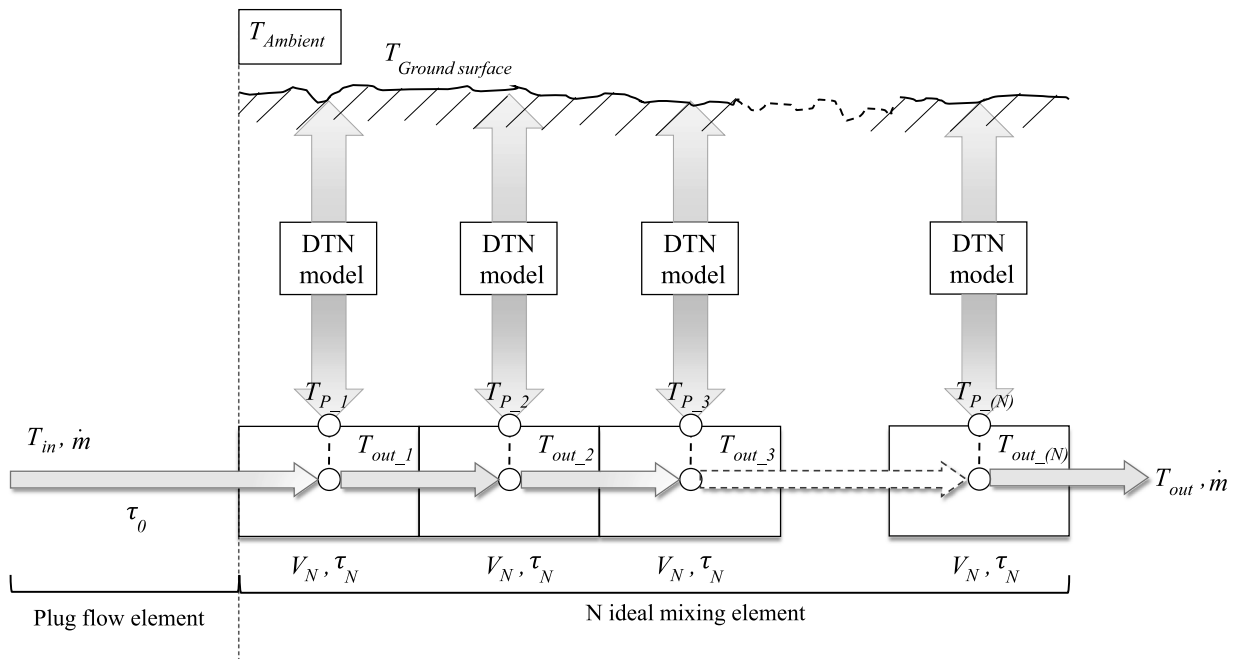 T_Ambient
T_Ground surface
DTN model
DTN model
DTN model
DTN model
T_P_1
T_P_2
T_P_3
T_P_(N)
T_in , ṁ
T_out_1
T_out_2
T_out_3
T_out_(N)
T_out , ṁ
τ_0
V_N , τ_N
V_N , τ_N
V_N , τ_N
V_N , τ_N
Plug flow element
N ideal mixing element